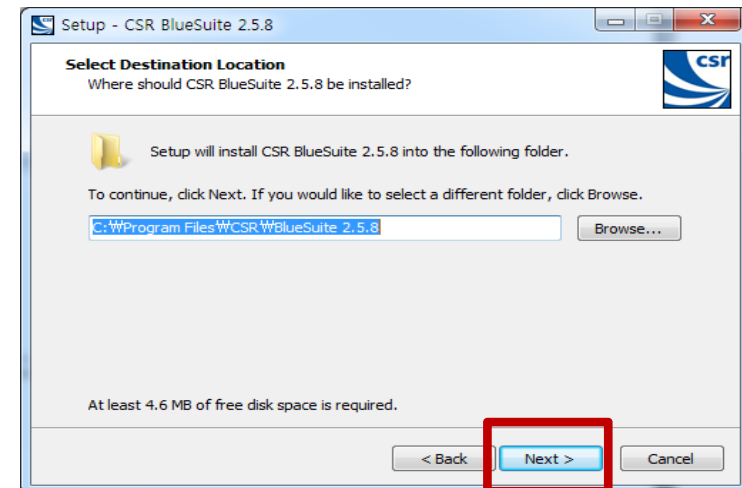 Setup - CSR BlueSuite 2.5.8
Select Destination Location
Where should CSR BlueSuite 2.5.8 be installed?
csr
Setup will install CSR BlueSuite 2.5.8 into the following folder.
To continue, click Next. If you would like to select a different folder, click Browse.
C:₩Program Files₩CSR₩BlueSuite 2.5.8
Browse...
At least 4.6 MB of free disk space is required.
< Back
Next >
Cancel